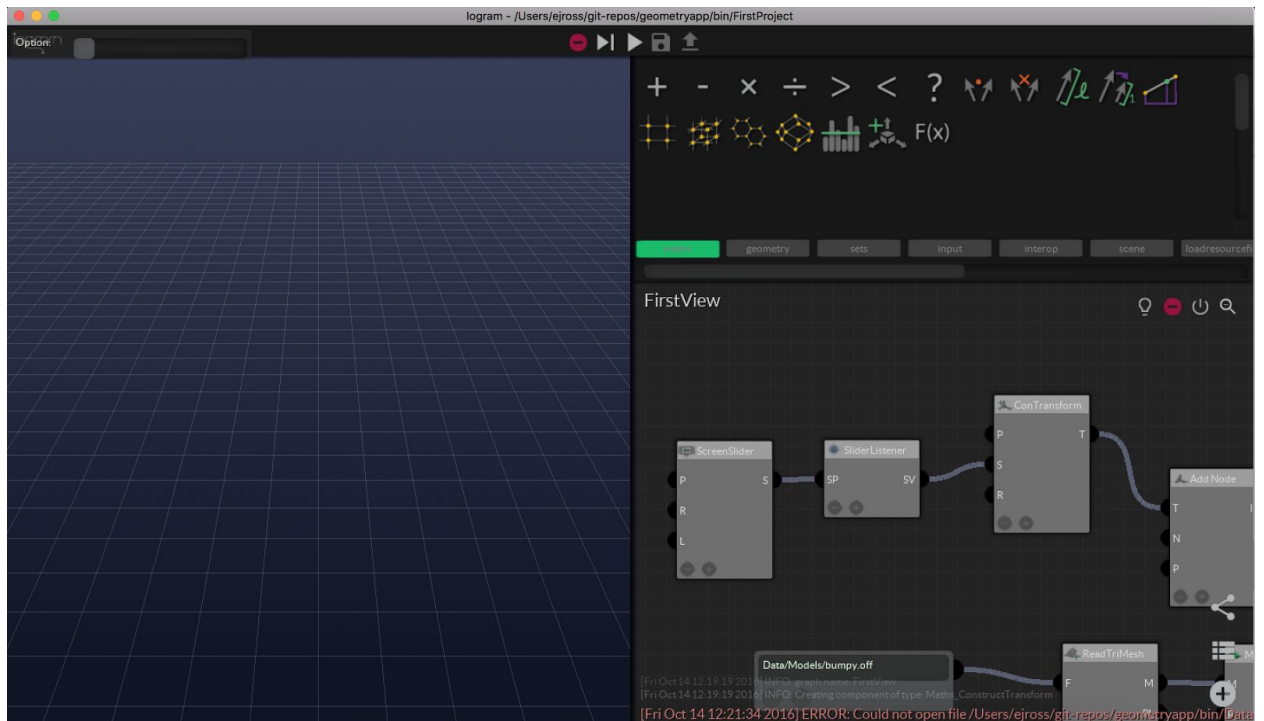 logram - /Users/ejross/git-repos/geometryapp/bin/FirstProject
Option:
+ - × ÷ > < ?
F(x)
geometry sets input interop scene loadresourcefi
FirstView
ConTransform
P T
S
R
ScreenSlider
P S
R
L
SliderListener
SP SV
Add Node
T
N
P
Data/Models/bumpy.off
ReadTriMesh
F M
M
[Fri Oct 14 12:19:19 2016] INFO: graph name: FirstView
[Fri Oct 14 12:19:19 2016] INFO: Creating component of type: Maths_ConstructTransform
[Fri Oct 14 12:21:34 2016] ERROR: Could not open file /Users/ejross/git-repos/geometryapp/bin/Data